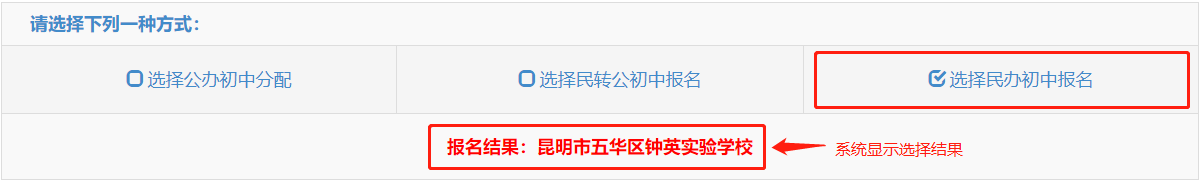 请选择下列一种方式：
选择公办初中分配
选择民转公初中报名
选择民办初中报名
报名结果：昆明市五华区钟英实验学校
系统显示选择结果